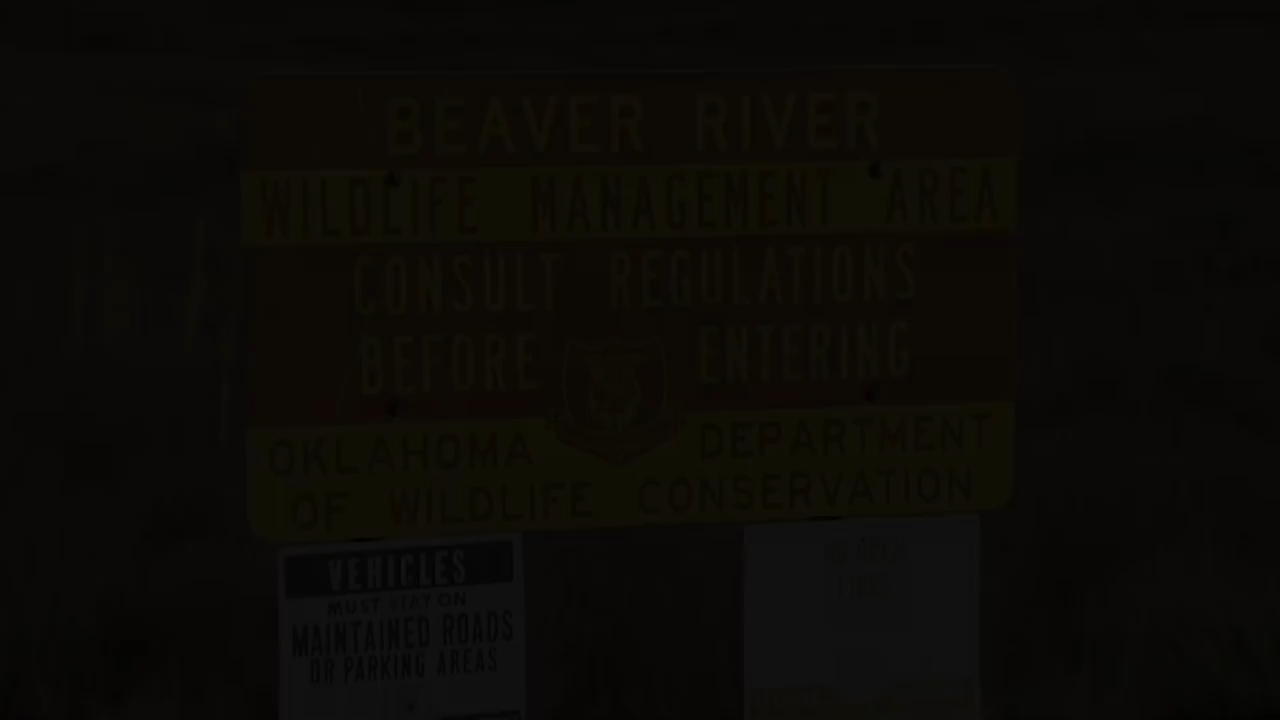 BEAVER RIVER
WILDLIFE MANAGEMENT AREA
CONSULT REGULATIONS
BEFORE ENTERING
OKLAHOMA DEPARTMENT
OF WILDLIFE CONSERVATION
VEHICLES
MUST STAY ON
MAINTAINED ROADS
OR PARKING AREAS